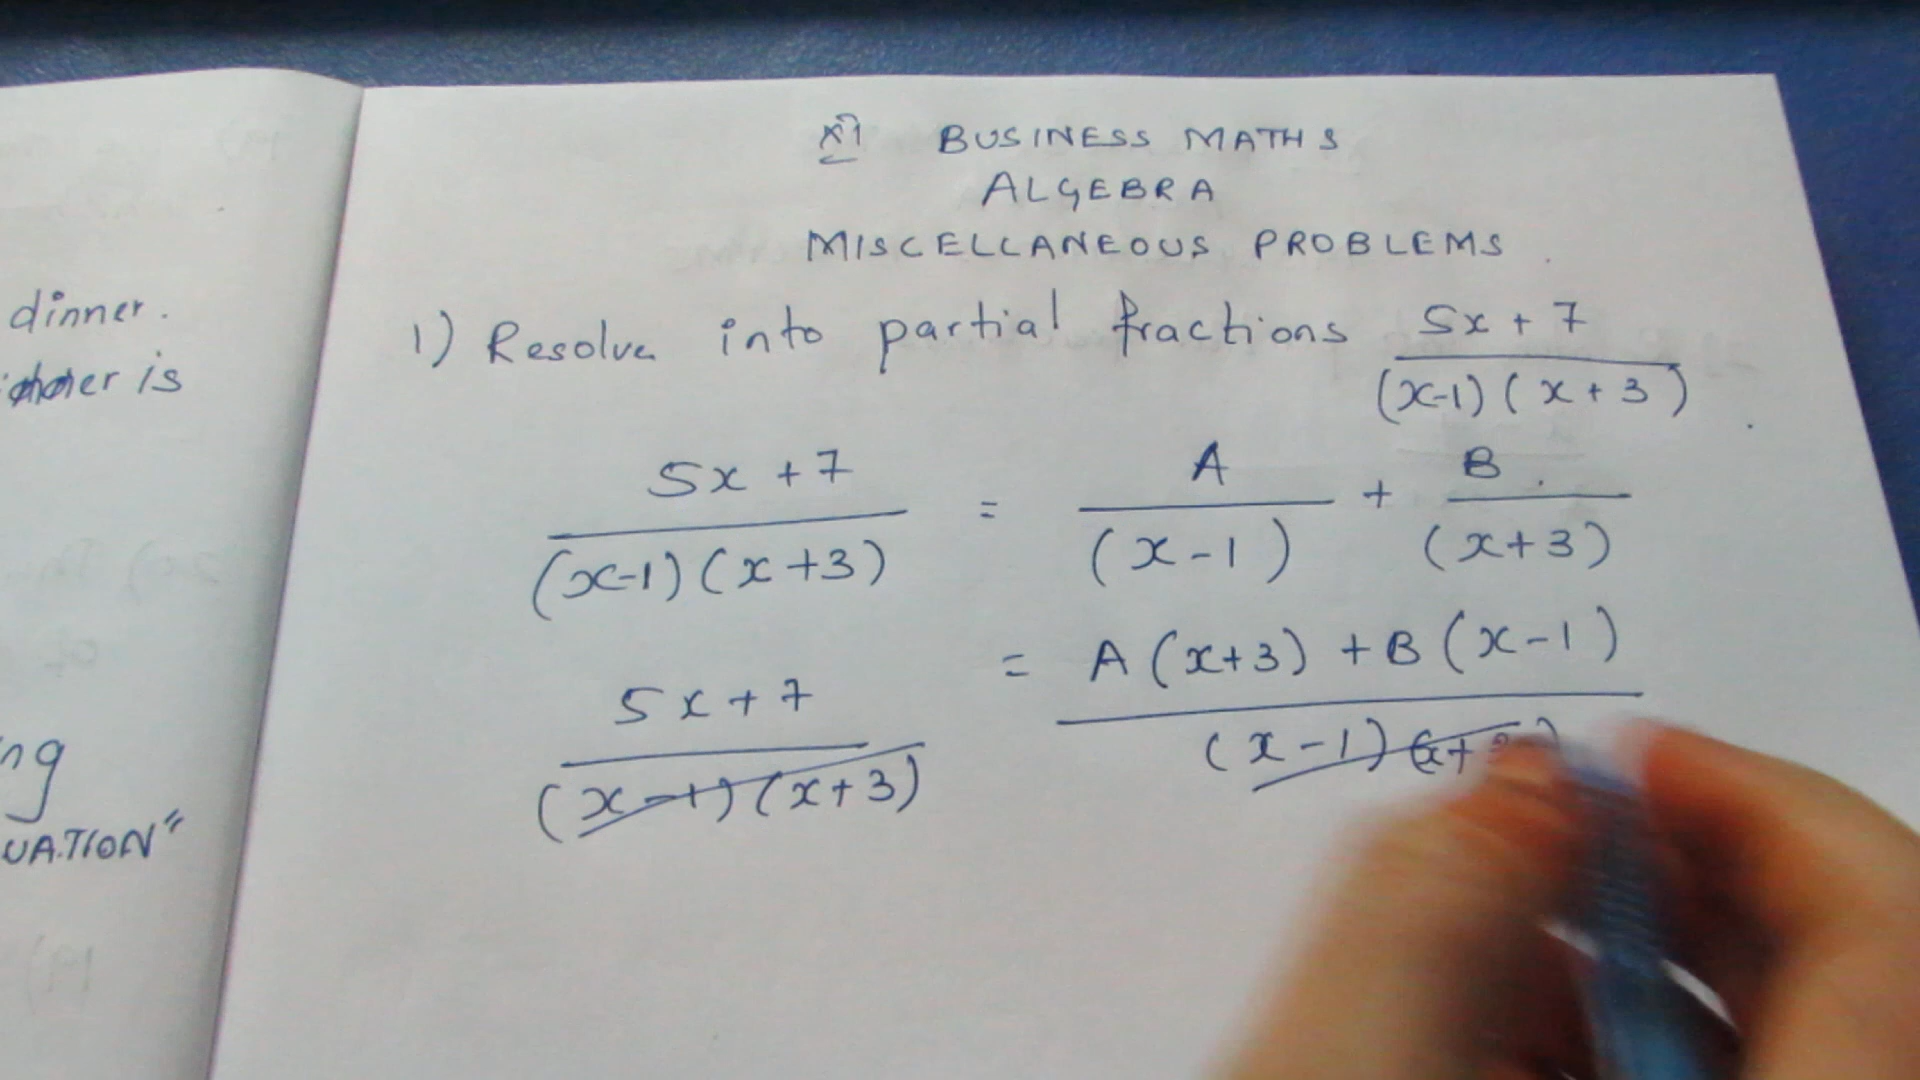 dinner.
er is
ng
UATION"
XI BUSINESS MATHS
ALGEBRA
MISCELLANEOUS PROBLEMS
1) Resolve into partial fractions 5x + 7
(x-1) ( x + 3 )
5x + 7 = A + B
(x-1) (x+3) (x-1) (x+3)
5x+7 = A (x+3) + B (x-1)
(x-1) (x+3) (x-1) (x+